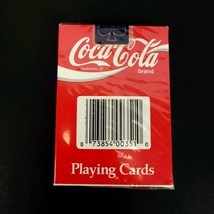 Coca-Cola
brand
0 73854 00351 0
Playing Cards